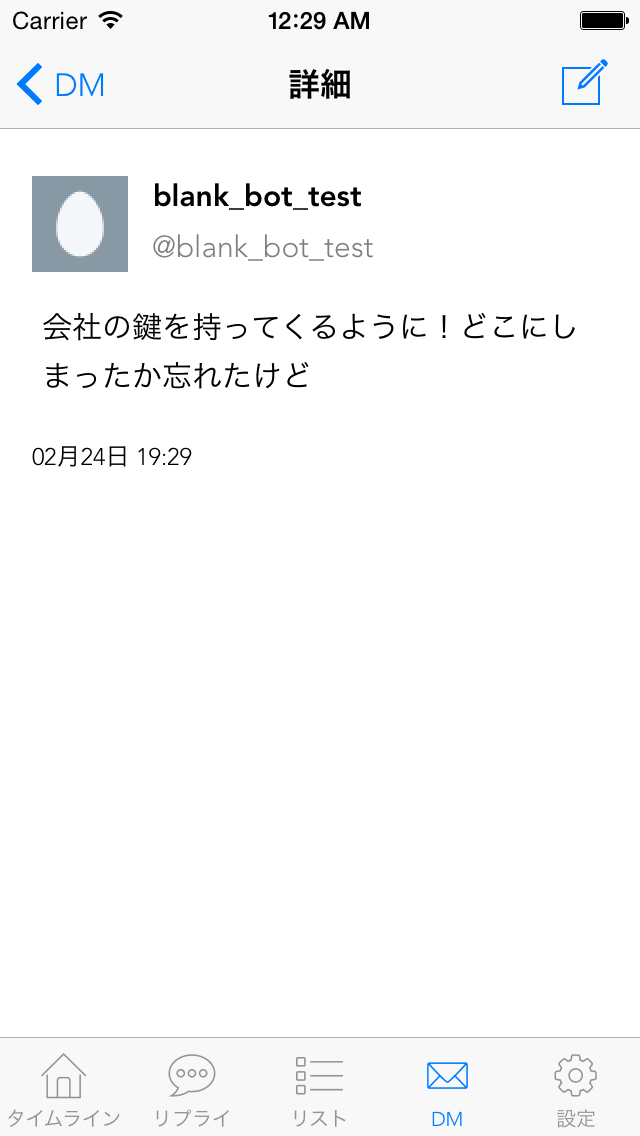 Carrier 12:29 AM
DM 詳細
blank_bot_test
@blank_bot_test
会社の鍵を持ってくるように！どこにし
まったか忘れたけど
02月24日 19:29
タイムライン リプライ リスト DM 設定